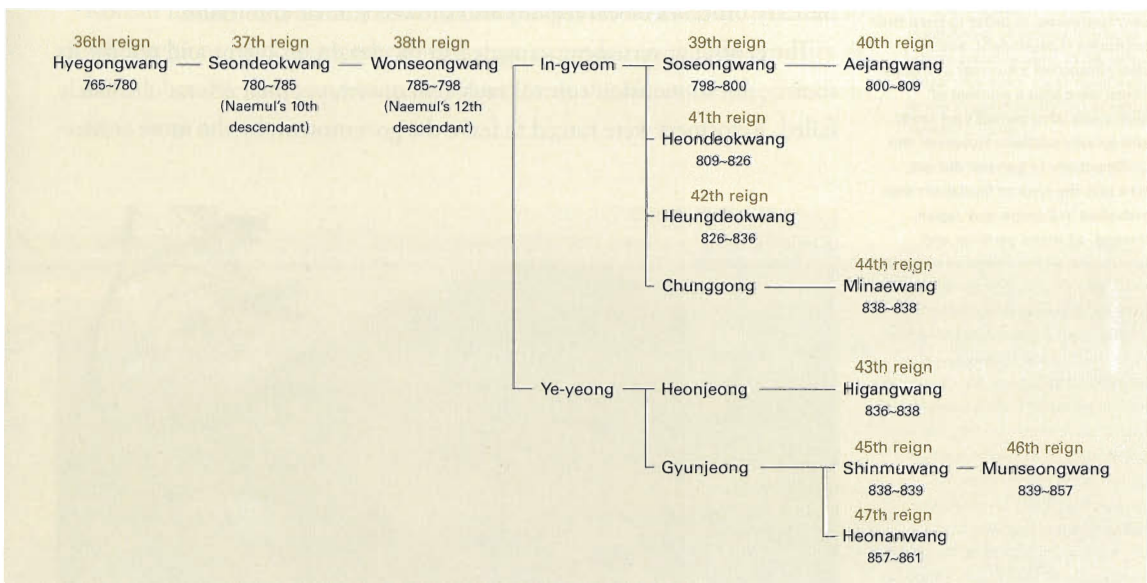 36th reign
Hyegongwang
765~780
37th reign
Seondeokwang
780~785
(Naemul's 10th
descendant)
38th reign
Wonseongwang
785~798
(Naemul's 12th
descendant)
In-gyeom
39th reign
Soseongwang
798~800
40th reign
Aejangwang
800~809
41th reign
Heondeokwang
809~826
42th reign
Heungdeokwang
826~836
Chunggong
44th reign
Minaewang
838~838
Ye-yeong
Heonjeong
43th reign
Higangwang
836~838
Gyunjeong
45th reign
Shinmuwang
838~839
46th reign
Munseongwang
839~857
47th reign
Heonanwang
857~861